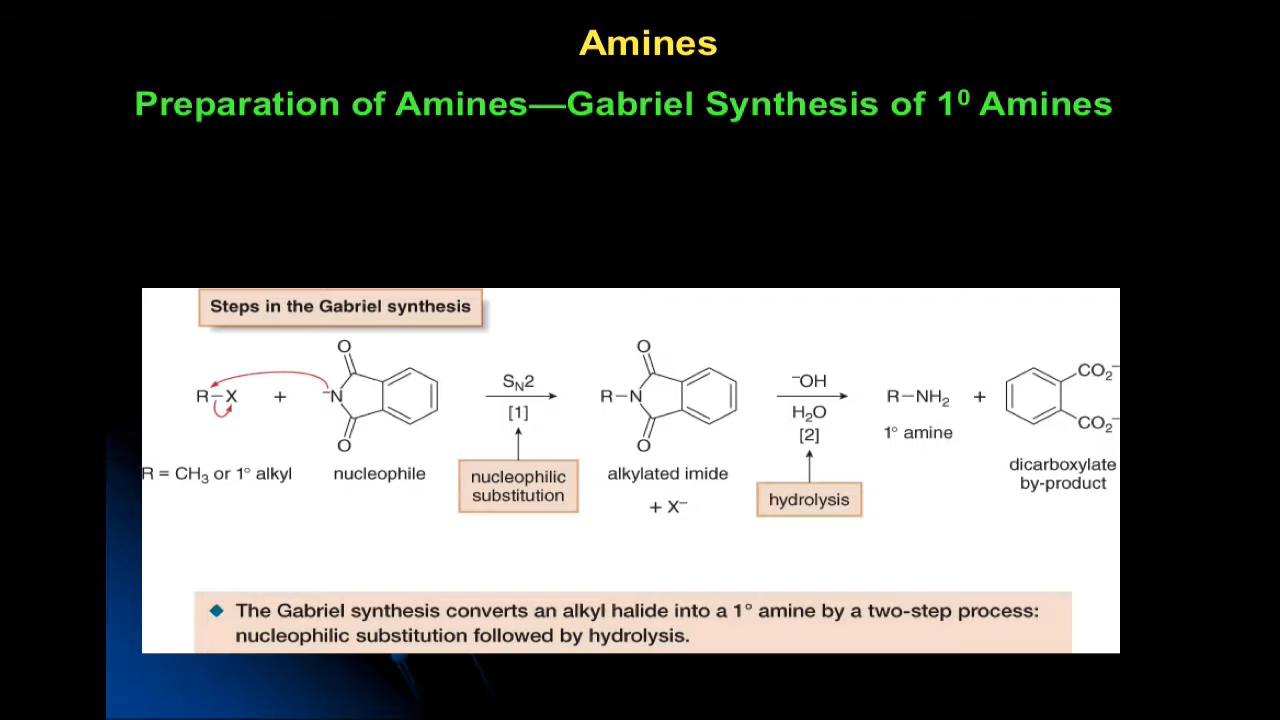 Amines
Preparation of Amines—Gabriel Synthesis of 1⁰ Amines
Steps in the Gabriel synthesis
R–X + ⁻N O O
Sₙ2
[1]
R–N O O
⁻OH
H₂O
[2]
R–NH₂ + CO₂⁻ CO₂⁻
1° amine
R = CH₃ or 1° alkyl
nucleophile
nucleophilic
substitution
alkylated imide
+ X⁻
hydrolysis
dicarboxylate
by-product
The Gabriel synthesis converts an alkyl halide into a 1° amine by a two-step process:
nucleophilic substitution followed by hydrolysis.